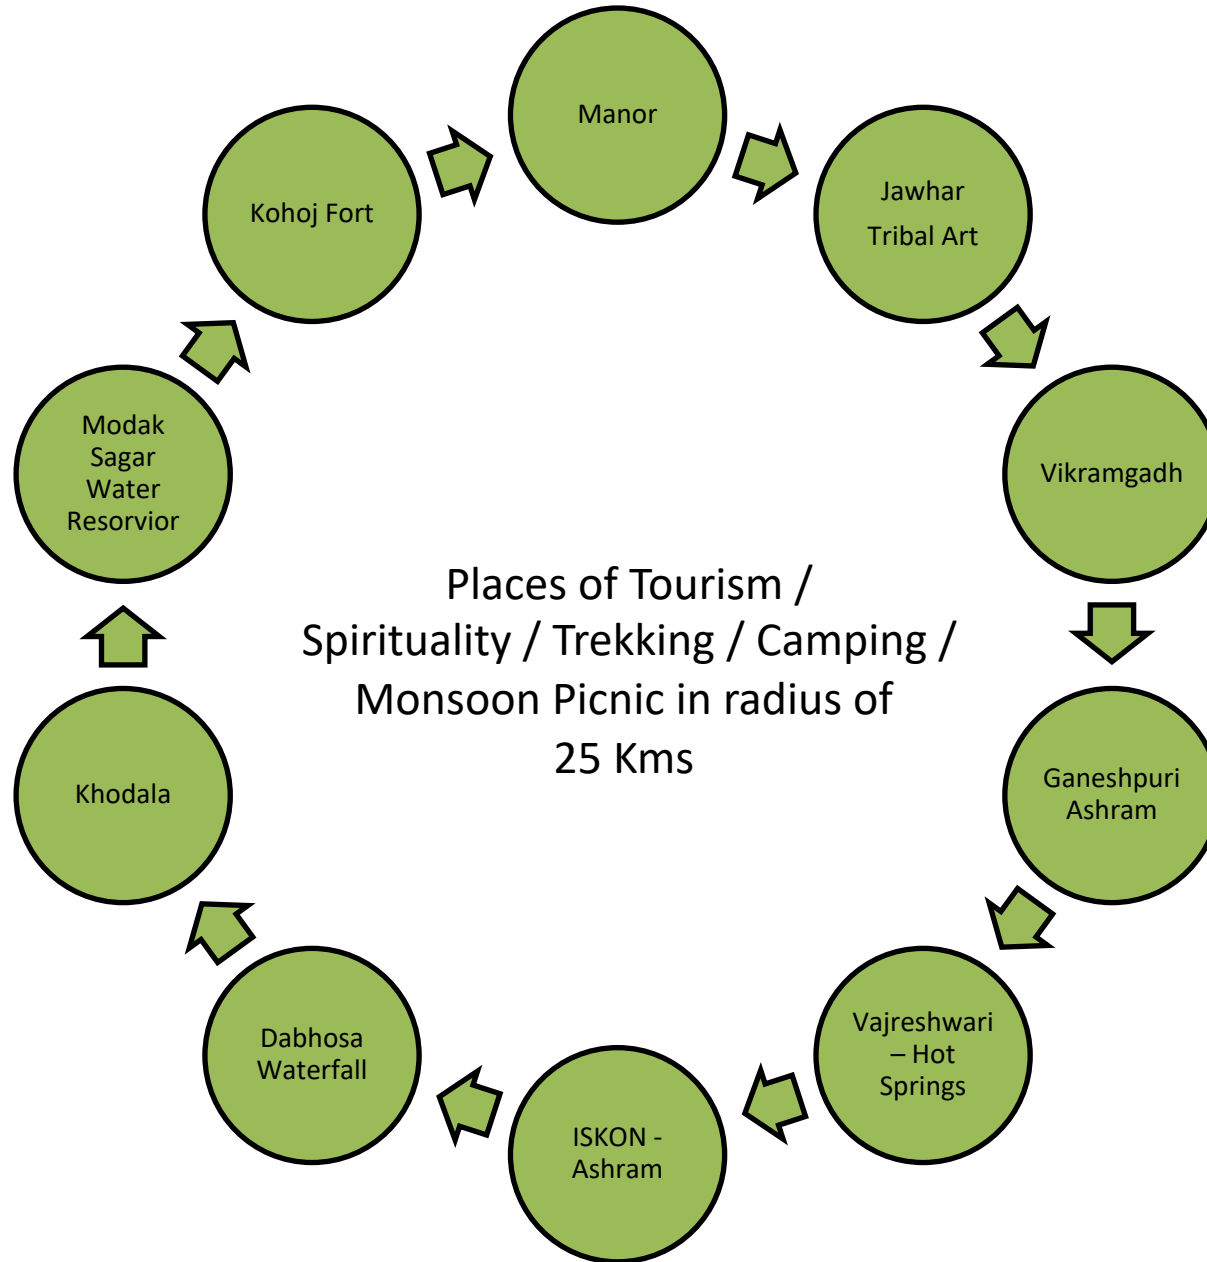 Manor
Jawhar
Tribal Art
Vikramgadh
Ganeshpuri
Ashram
Vajreshwari
– Hot
Springs
ISKON -
Ashram
Dabhosa
Waterfall
Khodala
Modak
Sagar
Water
Resorvior
Kohoj Fort
Places of Tourism /
Spirituality / Trekking / Camping /
Monsoon Picnic in radius of
25 Kms